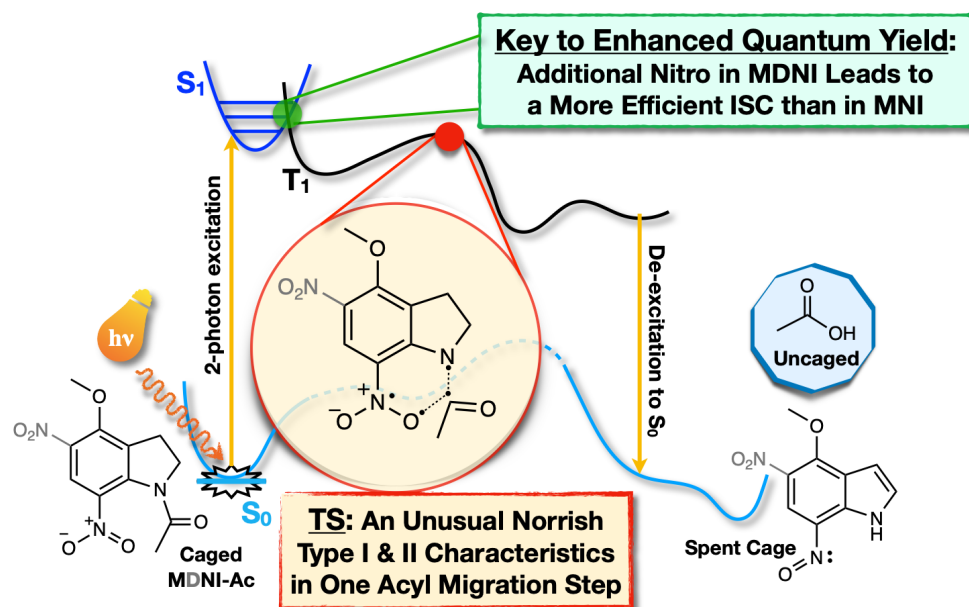 Key to Enhanced Quantum Yield:
Additional Nitro in MDNI Leads to
a More Efficient ISC than in MNI
S1
T1
2-photon excitation
O
O2N
N
+
N
−
O
O
O
De-excitation to S0
O
OH
Uncaged
hν
O
O2N
N
+
N
−
O
O
O
Caged
MDNI-Ac
S0
TS: An Unusual Norrish
Type I & II Characteristics
in One Acyl Migration Step
O
O2N
N
H
N
O
Spent Cage